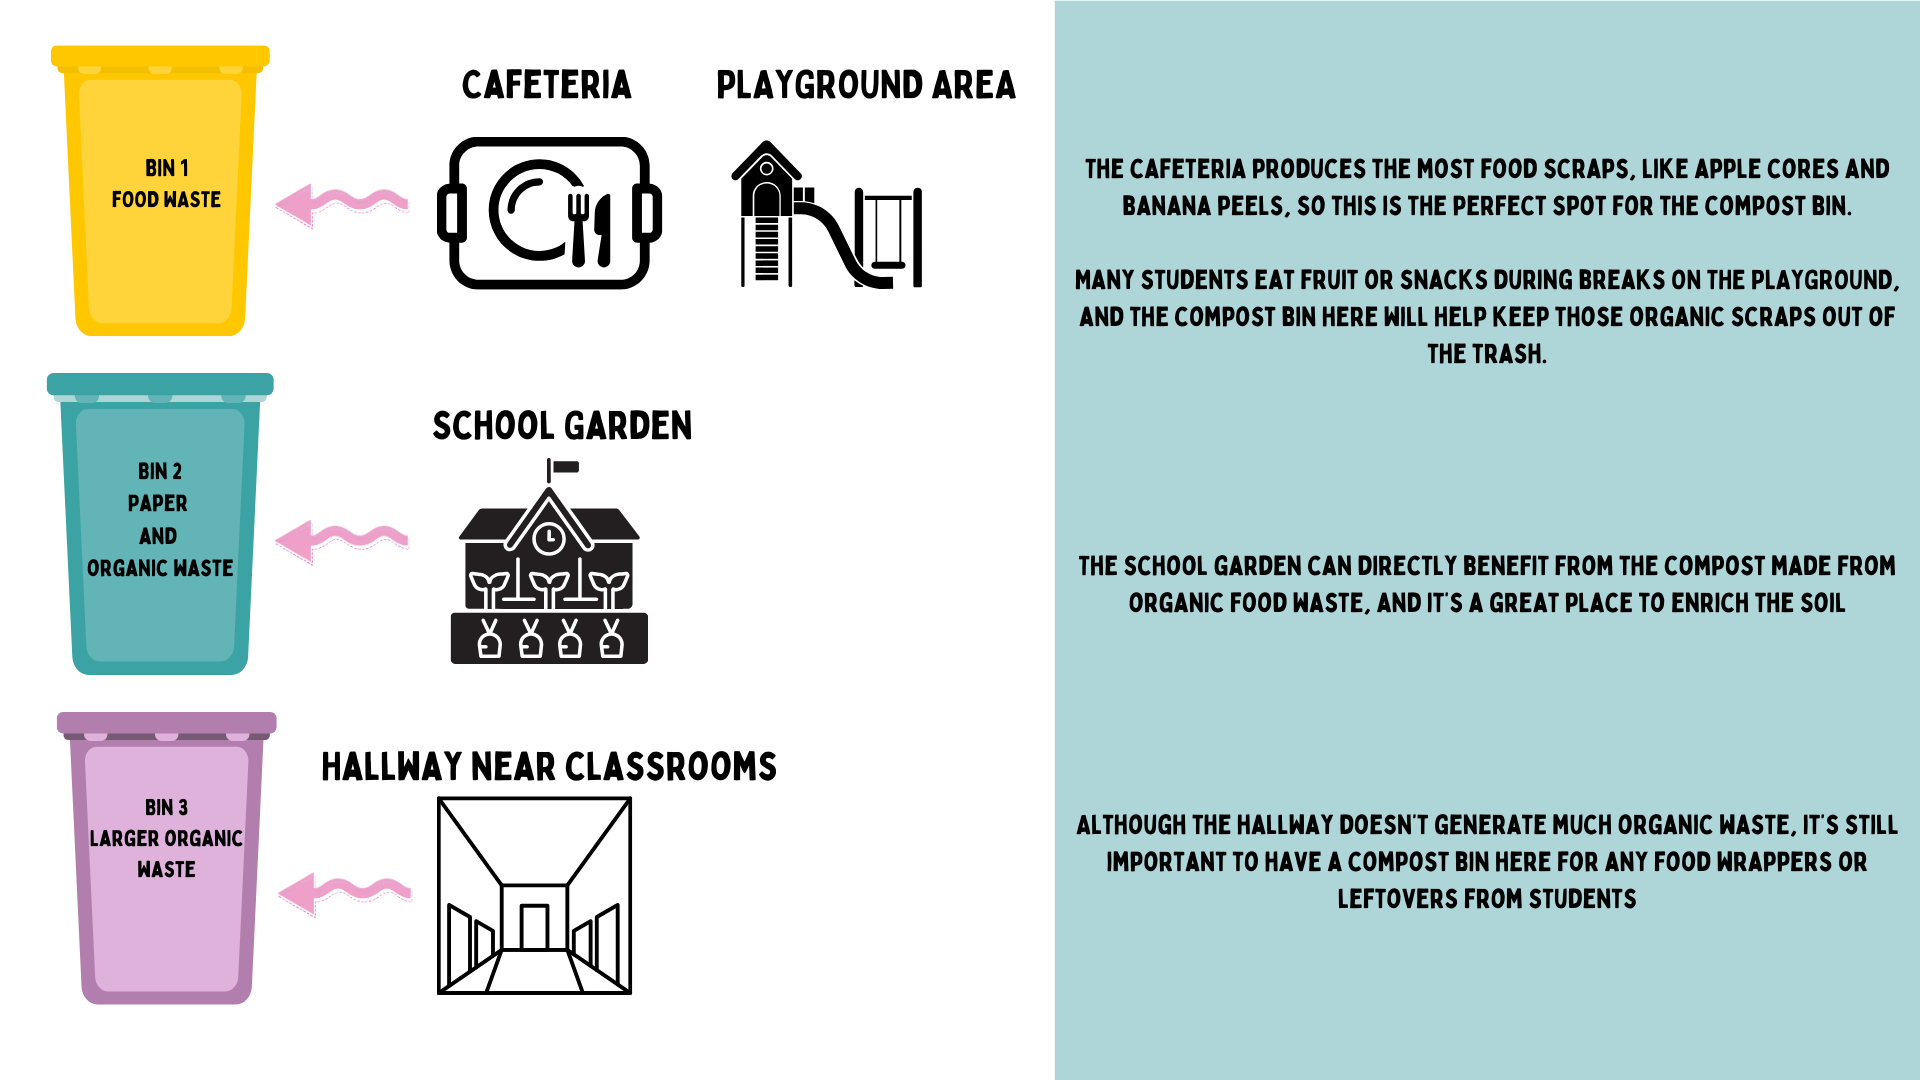 BIN 1
FOOD WASTE
CAFETERIA
PLAYGROUND AREA
THE CAFETERIA PRODUCES THE MOST FOOD SCRAPS, LIKE APPLE CORES AND
BANANA PEELS, SO THIS IS THE PERFECT SPOT FOR THE COMPOST BIN.
MANY STUDENTS EAT FRUIT OR SNACKS DURING BREAKS ON THE PLAYGROUND,
AND THE COMPOST BIN HERE WILL HELP KEEP THOSE ORGANIC SCRAPS OUT OF
THE TRASH.
BIN 2
PAPER
AND
ORGANIC WASTE
SCHOOL GARDEN
THE SCHOOL GARDEN CAN DIRECTLY BENEFIT FROM THE COMPOST MADE FROM
ORGANIC FOOD WASTE, AND IT'S A GREAT PLACE TO ENRICH THE SOIL
BIN 3
LARGER ORGANIC
WASTE
HALLWAY NEAR CLASSROOMS
ALTHOUGH THE HALLWAY DOESN'T GENERATE MUCH ORGANIC WASTE, IT'S STILL
IMPORTANT TO HAVE A COMPOST BIN HERE FOR ANY FOOD WRAPPERS OR
LEFTOVERS FROM STUDENTS